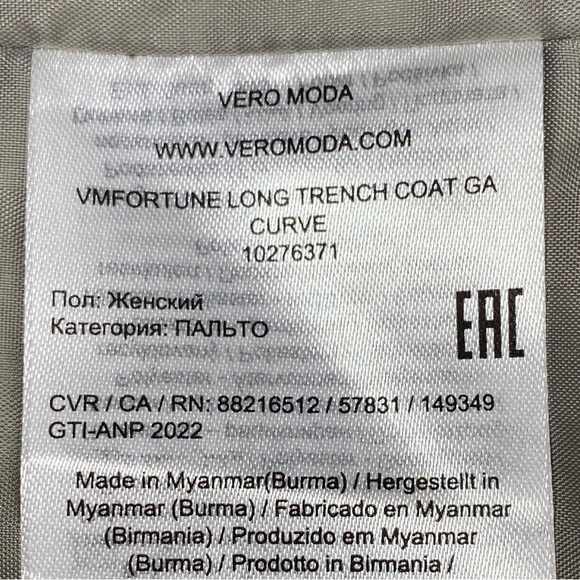 VERO MODA
WWW.VEROMODA.COM
VMFORTUNE LONG TRENCH COAT GA
CURVE
10276371
Пол: Женский
Категория: ПАЛЬТО
EAC
CVR / CA / RN: 88216512 / 57831 / 149349
GTI-ANP 2022
Made in Myanmar(Burma) / Hergestellt in
Myanmar (Burma) / Fabricado en Myanmar
(Birmania) / Produzido em Myanmar
(Burma) / Prodotto in Birmania /